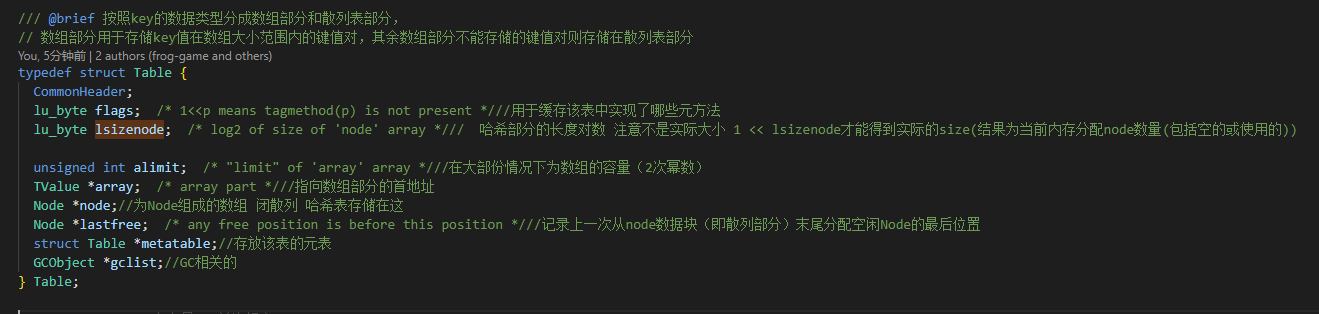 /// @brief 按照key的数据类型分成数组部分和散列表部分，
// 数组部分用于存储key值在数组大小范围内的键值对，其余数组部分不能存储的键值对则存储在散列表部分
You, 5分钟前 | 2 authors (frog-game and others)
typedef struct Table {
  CommonHeader;
  lu_byte flags;  /* 1<<p means tagmethod(p) is not present *///用于缓存该表中实现了哪些元方法
  lu_byte lsizenode;  /* log2 of size of 'node' array *///  哈希部分的长度对数 注意不是实际大小 1 << lsizenode才能得到实际的size(结果为当前内存分配node数量(包括空的或使用的))
  unsigned int alimit;  /* "limit" of 'array' array *///在大部份情况下为数组的容量（2次幂数）
  TValue *array;  /* array part *///指向数组部分的首地址
  Node *node;//为Node组成的数组 闭散列 哈希表存储在这
  Node *lastfree;  /* any free position is before this position *///记录上一次从node数据块（即散列部分）末尾分配空闲Node的最后位置
  struct Table *metatable;//存放该表的元表
  GCObject *gclist;//GC相关的
} Table;